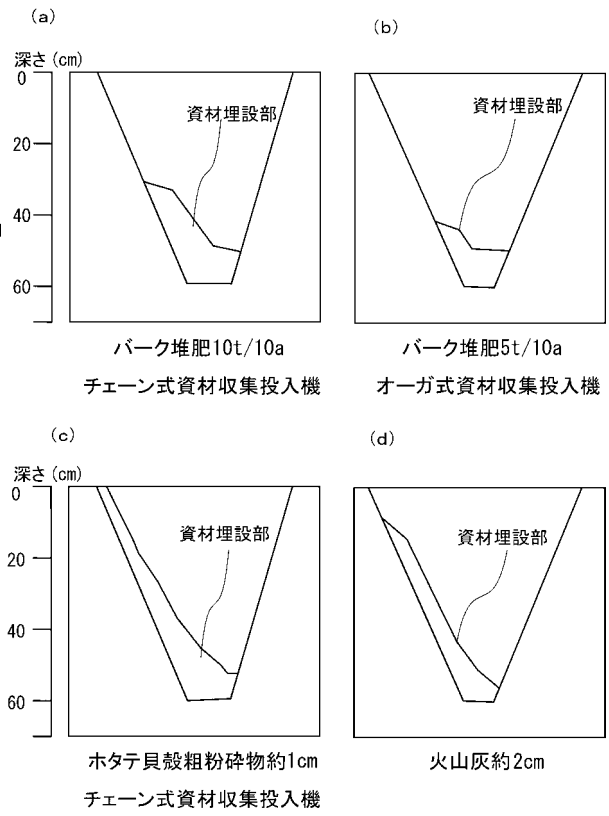 (a)
(b)
深さ(cm)
0
20
40
60
資材埋設部
資材埋設部
バーク堆肥10t/10a
バーク堆肥5t/10a
チェーン式資材収集投入機
オーガ式資材収集投入機
(c)
(d)
深さ(cm)
0
20
40
60
資材埋設部
資材埋設部
ホタテ貝殻粗粉砕物約1cm
火山灰約2cm
チェーン式資材収集投入機